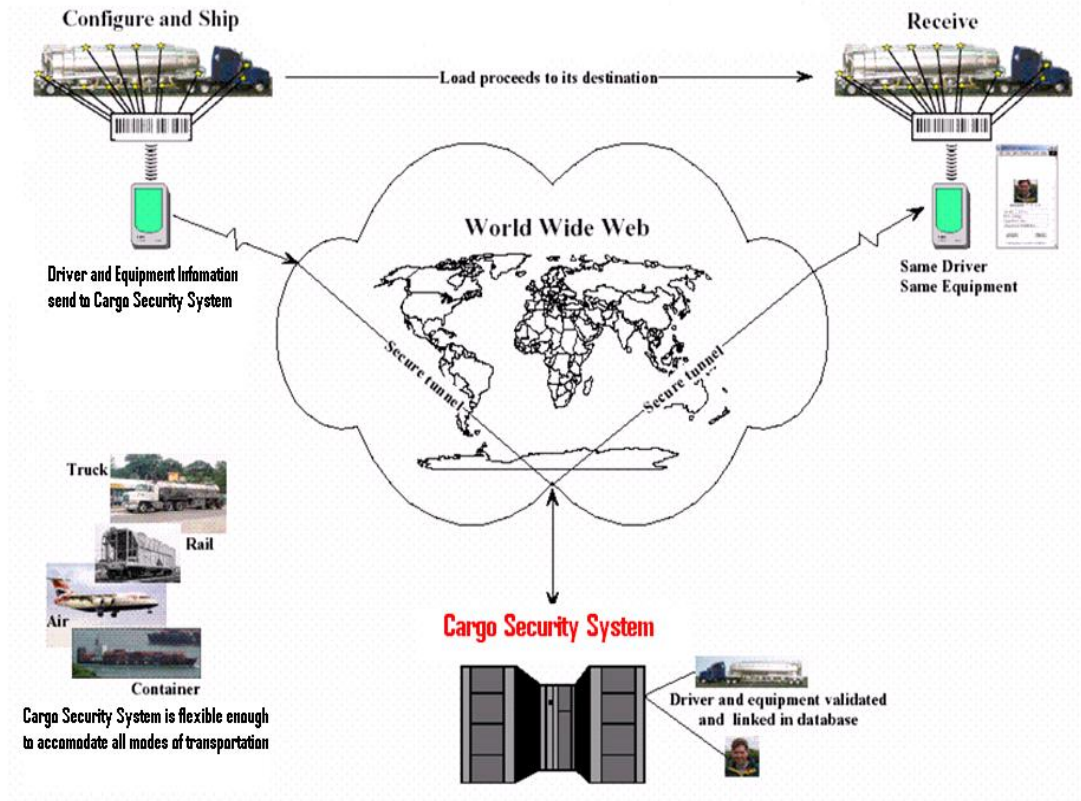 Configure and Ship
Receive
Load proceeds to its destination
World Wide Web
Driver and Equipment Infomation
send to Cargo Security System
Same Driver
Same Equipment
Secure tunnel
Secure tunnel
Truck
Rail
Air
Container
Cargo Security System is flexible enough
to accomodate all modes of transportation
Cargo Security System
Driver and equipment validated
and linked in database